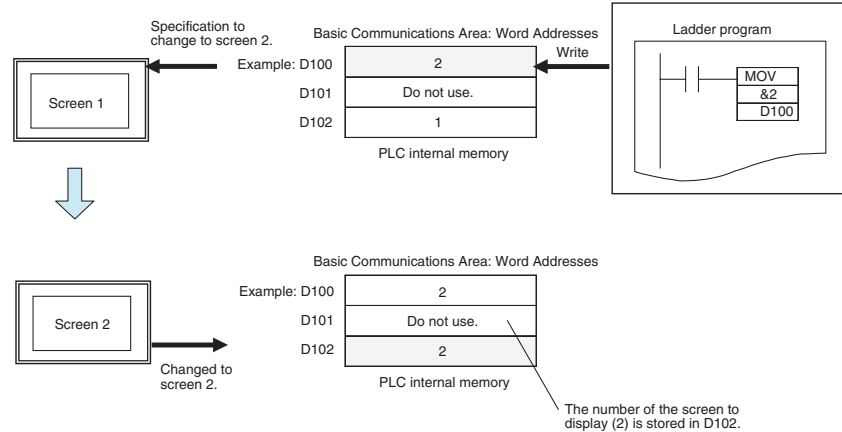 Specification to
change to screen 2.
Basic Communications Area: Word Addresses
Ladder program
Write
Example: D100
2
D101
Do not use.
D102
1
PLC internal memory
Screen 1
MOV
&2
D100
Basic Communications Area: Word Addresses
Example: D100
2
D101
Do not use.
D102
2
PLC internal memory
Screen 2
Changed to
screen 2.
The number of the screen to
display (2) is stored in D102.